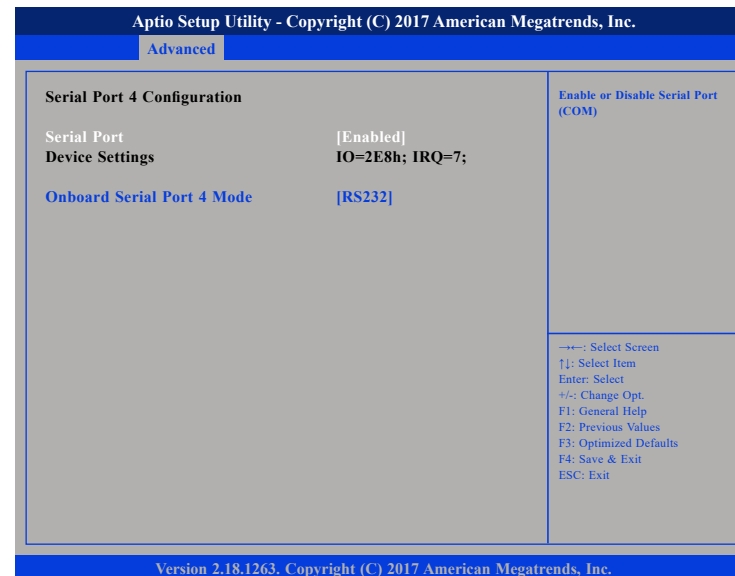 Aptio Setup Utility - Copyright (C) 2017 American Megatrends, Inc.
Advanced
Serial Port 4 Configuration
Serial Port [Enabled]
Device Settings IO=2E8h; IRQ=7;
Onboard Serial Port 4 Mode [RS232]
Enable or Disable Serial Port
(COM)
→←: Select Screen
↑↓: Select Item
Enter: Select
+/-: Change Opt.
F1: General Help
F2: Previous Values
F3: Optimized Defaults
F4: Save & Exit
ESC: Exit
Version 2.18.1263. Copyright (C) 2017 American Megatrends, Inc.